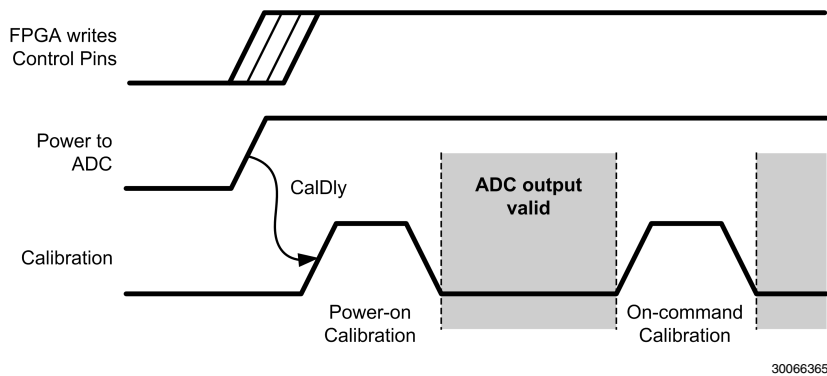 FPGA writes
Control Pins
Power to
ADC
CalDly
ADC output
valid
Calibration
Power-on
Calibration
On-command
Calibration
30066365